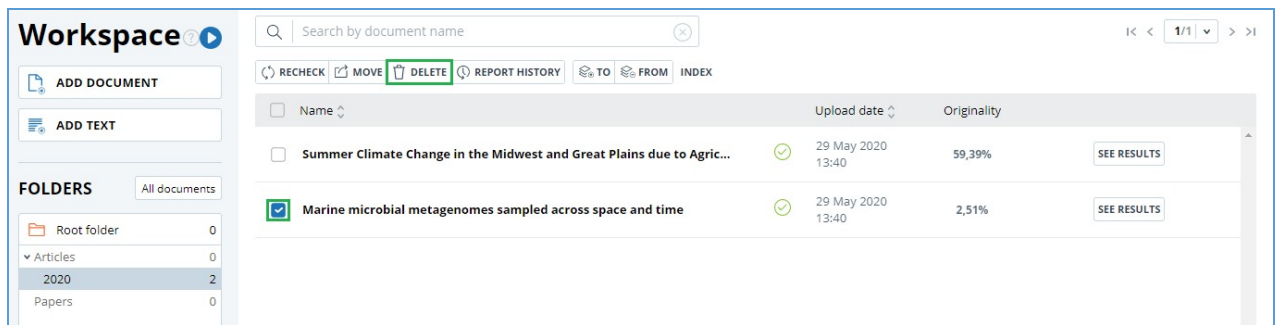 Workspace
Search by document name
1/1
ADD DOCUMENT
ADD TEXT
RECHECK MOVE DELETE REPORT HISTORY TO FROM INDEX
Name Upload date Originality
Summer Climate Change in the Midwest and Great Plains due to Agric... 29 May 2020 13:40 59,39% SEE RESULTS
Marine microbial metagenomes sampled across space and time 29 May 2020 13:40 2,51% SEE RESULTS
FOLDERS All documents
Root folder 0
Articles 0
2020 2
Papers 0